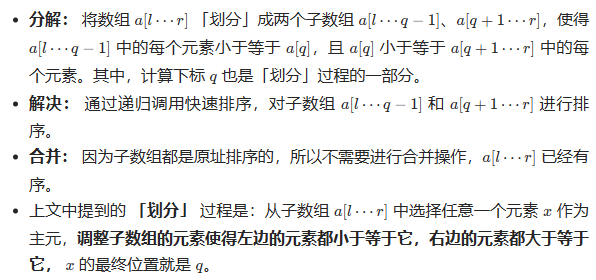 • 分解： 将数组 a[l⋯r]「划分」成两个子数组 a[l⋯q−1]、a[q+1⋯r]，使得
a[l⋯q−1] 中的每个元素小于等于 a[q]，且 a[q] 小于等于 a[q+1⋯r] 中的每
个元素。其中，计算下标 q 也是「划分」过程的一部分。
• 解决： 通过递归调用快速排序，对子数组 a[l⋯q−1] 和 a[q+1⋯r] 进行排
序。
• 合并： 因为子数组都是原址排序的，所以不需要进行合并操作，a[l⋯r] 已经有
序。
• 上文中提到的 「划分」 过程是：从子数组 a[l⋯r] 中选择任意一个元素 x 作为
主元，调整子数组的元素使得左边的元素都小于等于它，右边的元素都大于等于
它， x 的最终位置就是 q。